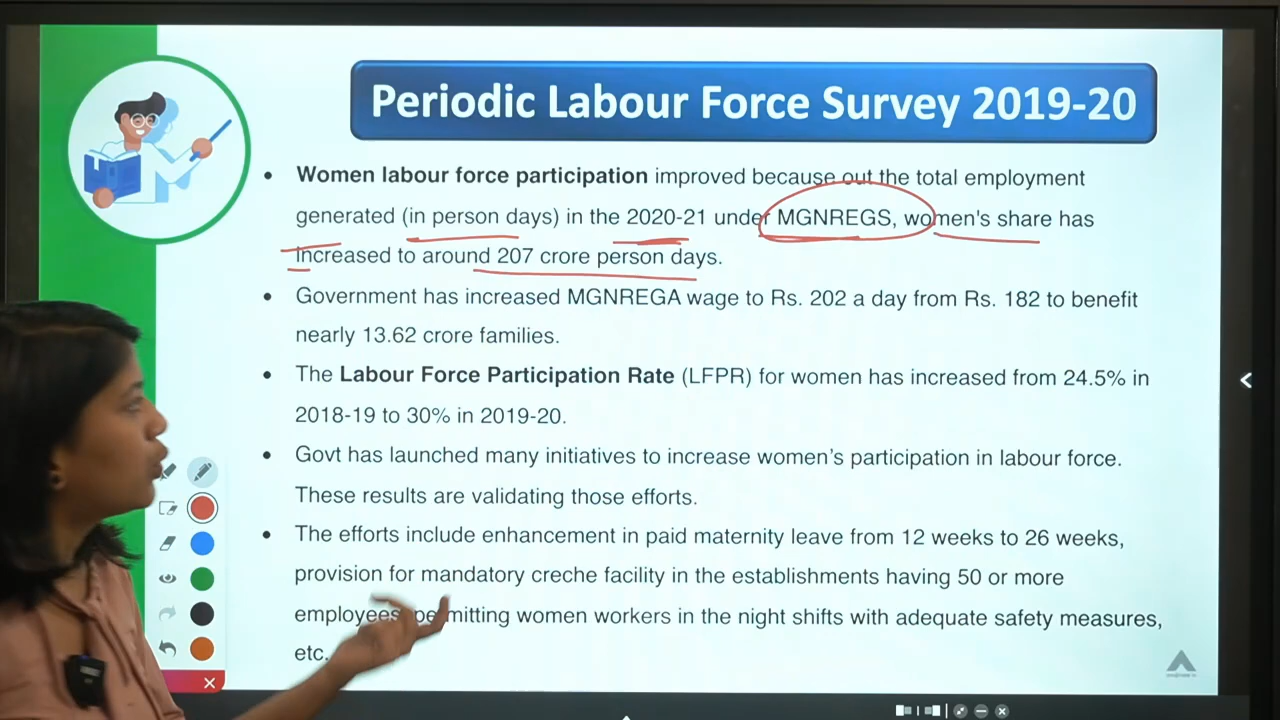 Periodic Labour Force Survey 2019-20
• Women labour force participation improved because out the total employment
generated (in person days) in the 2020-21 under MGNREGS, women's share has
increased to around 207 crore person days.
• Government has increased MGNREGA wage to Rs. 202 a day from Rs. 182 to benefit
nearly 13.62 crore families.
• The Labour Force Participation Rate (LFPR) for women has increased from 24.5% in
2018-19 to 30% in 2019-20.
• Govt has launched many initiatives to increase women's participation in labour force.
These results are validating those efforts.
• The efforts include enhancement in paid maternity leave from 12 weeks to 26 weeks,
provision for mandatory creche facility in the establishments having 50 or more
employees, permitting women workers in the night shifts with adequate safety measures,
etc.